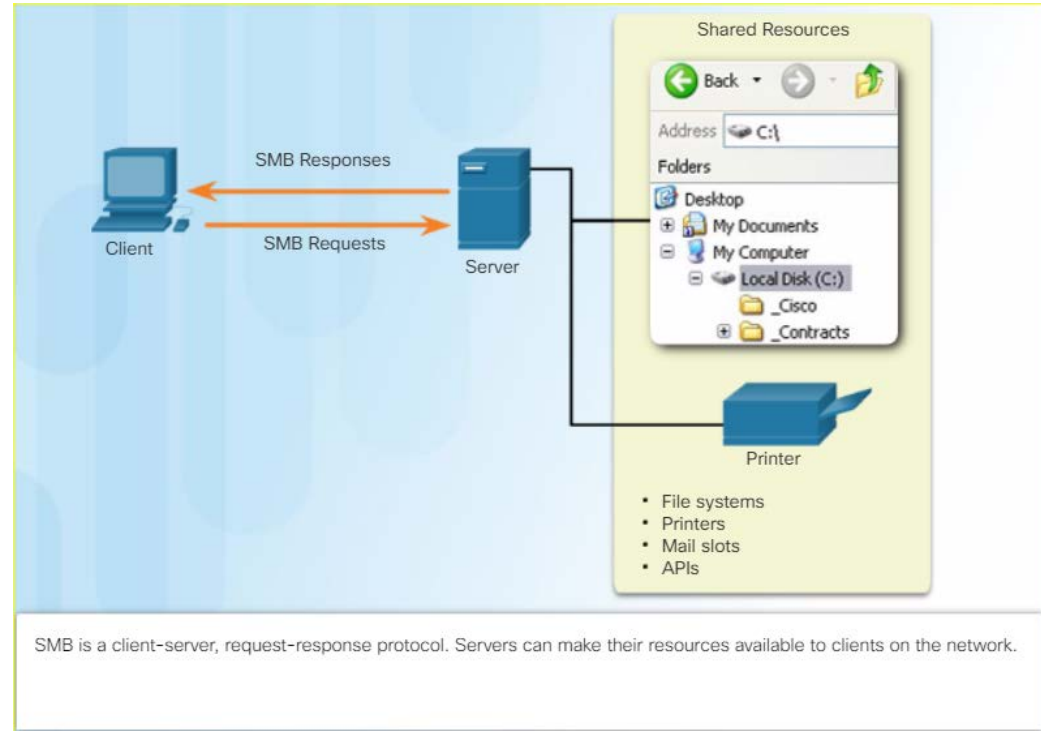 Shared Resources
Back
Address C:\
Folders
Desktop
My Documents
My Computer
Local Disk (C:)
_Cisco
_Contracts
SMB Responses
SMB Requests
Client
Server
Printer
• File systems
• Printers
• Mail slots
• APIs
SMB is a client-server, request-response protocol. Servers can make their resources available to clients on the network.